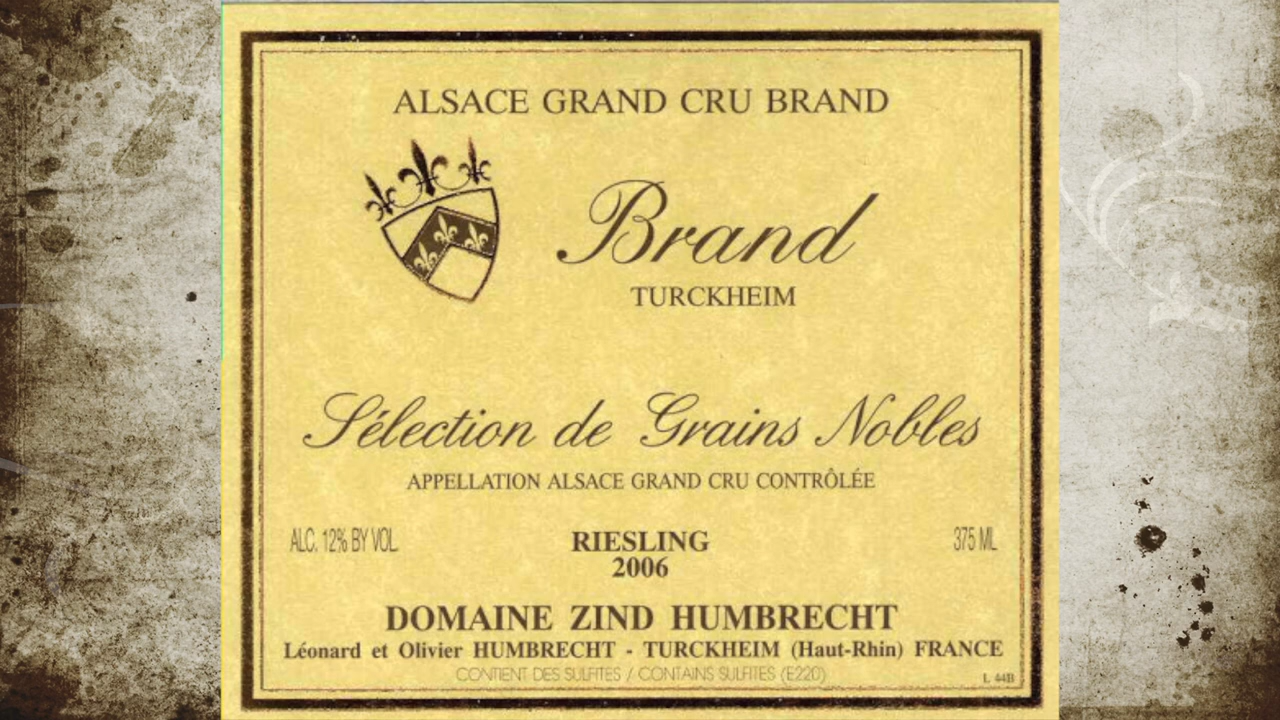 ALSACE GRAND CRU BRAND
Brand
TURCKHEIM
Sélection de Grains Nobles
APPELLATION ALSACE GRAND CRU CONTRÔLÉE
ALC. 12% BY VOL. RIESLING 375 ML
2006
DOMAINE ZIND HUMBRECHT
Léonard et Olivier HUMBRECHT - TURCKHEIM (Haut-Rhin) FRANCE
CONTIENT DES SULFITES / CONTAINS SULFITES (E220)
L 44B